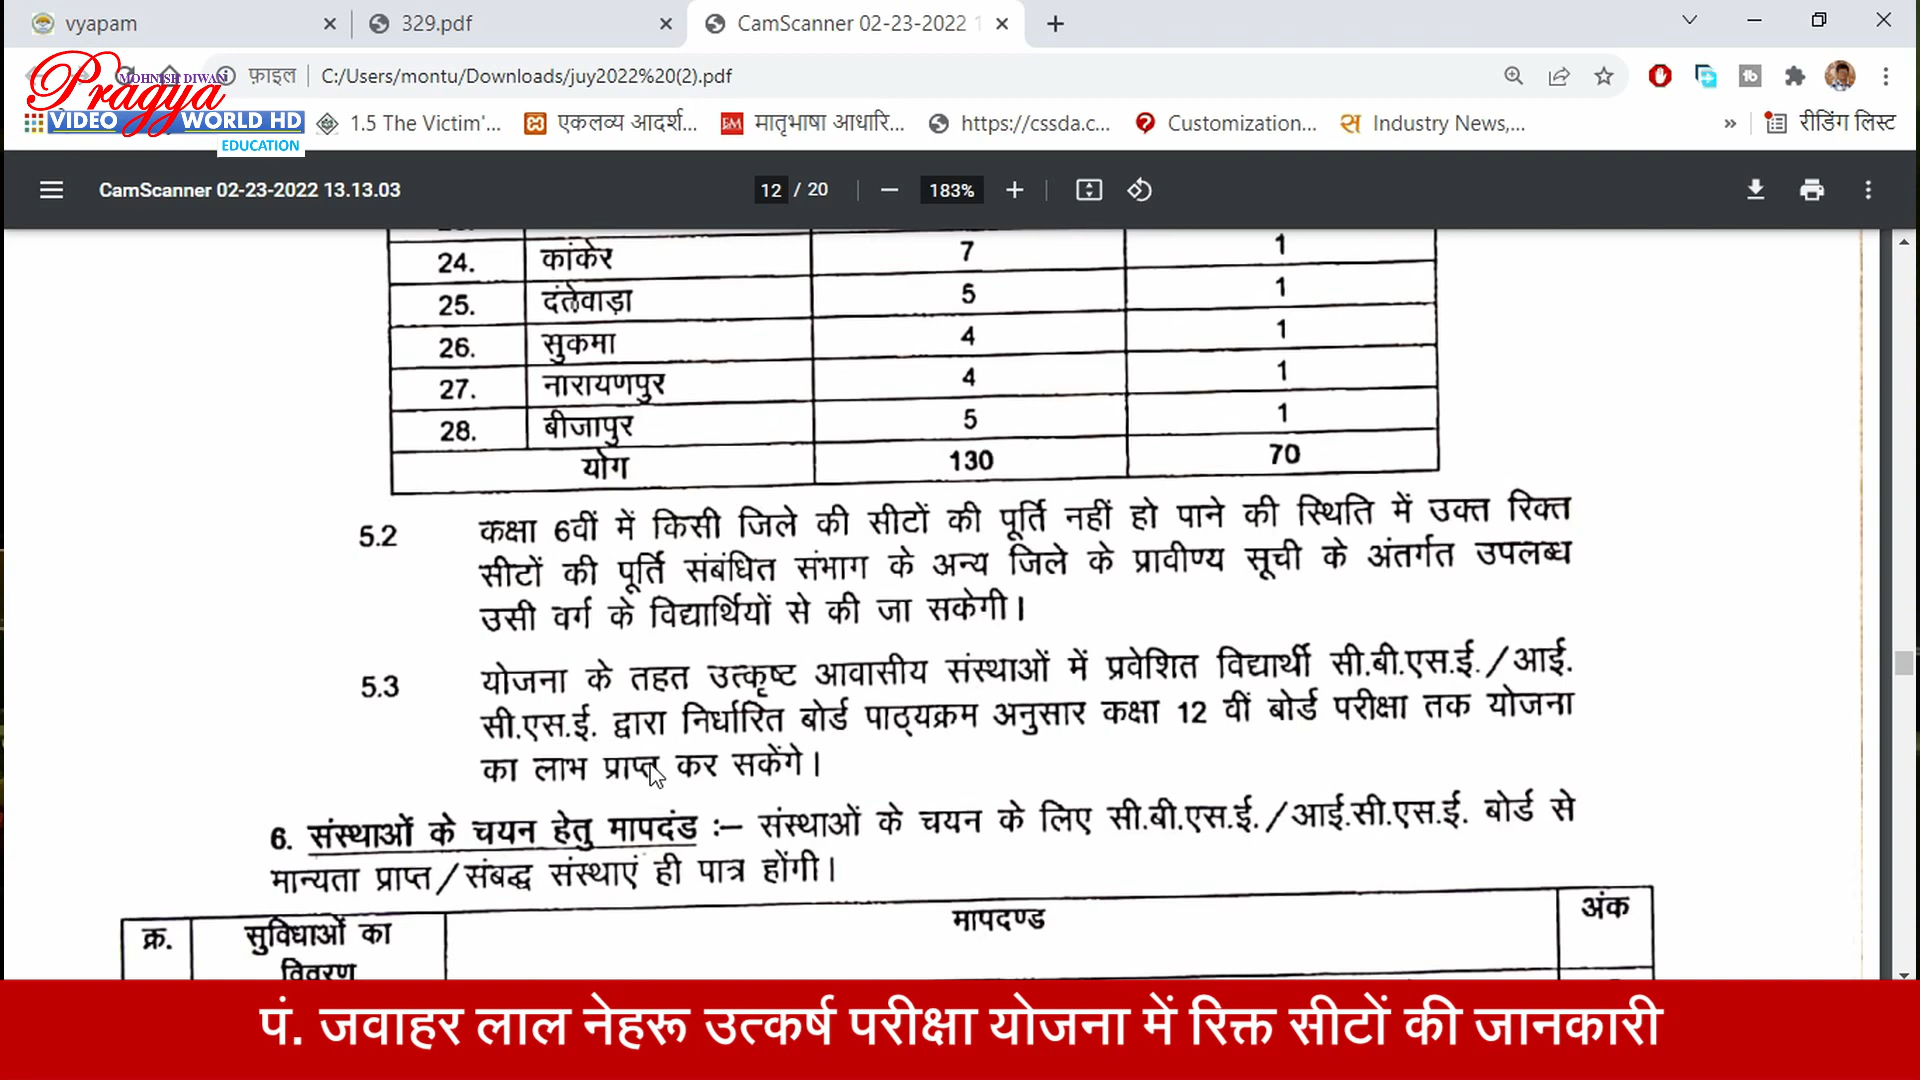 vyapam
329.pdf
CamScanner 02-23-2022 1
फ़ाइल
C:/Users/montu/Downloads/juy2022%20(2).pdf
MOHNISH DIWAN
Pragya
VIDEO WORLD HD
EDUCATION
1.5 The Victim'...
एकलव्य आदर्श...
मातृभाषा आधारि...
https://cssda.c...
Customization...
Industry News,...
»
रीडिंग लिस्ट
CamScanner 02-23-2022 13.13.03
12 / 20
183%
24. कांकेर 7 1
25. दंतेवाड़ा 5 1
26. सुकमा 4 1
27. नारायणपुर 4 1
28. बीजापुर 5 1
योग 130 70
5.2 कक्षा 6वीं में किसी जिले की सीटों की पूर्ति नहीं हो पाने की स्थिति में उक्त रिक्त
सीटों की पूर्ति संबंधित संभाग के अन्य जिले के प्रावीण्य सूची के अंतर्गत उपलब्ध
उसी वर्ग के विद्यार्थियों से की जा सकेगी।
5.3 योजना के तहत उत्कृष्ट आवासीय संस्थाओं में प्रवेशित विद्यार्थी सी.बी.एस.ई./आई.
सी.एस.ई. द्वारा निर्धारित बोर्ड पाठ्यक्रम अनुसार कक्षा 12 वीं बोर्ड परीक्षा तक योजना
का लाभ प्राप्त कर सकेंगे।
6. संस्थाओं के चयन हेतु मापदंड :– संस्थाओं के चयन के लिए सी.बी.एस.ई./आई.सी.एस.ई. बोर्ड से
मान्यता प्राप्त/संबद्ध संस्थाएं ही पात्र होंगी।
क्र. सुविधाओं का मापदण्ड अंक
विवरण
पं. जवाहर लाल नेहरू उत्कर्ष परीक्षा योजना में रिक्त सीटों की जानकारी